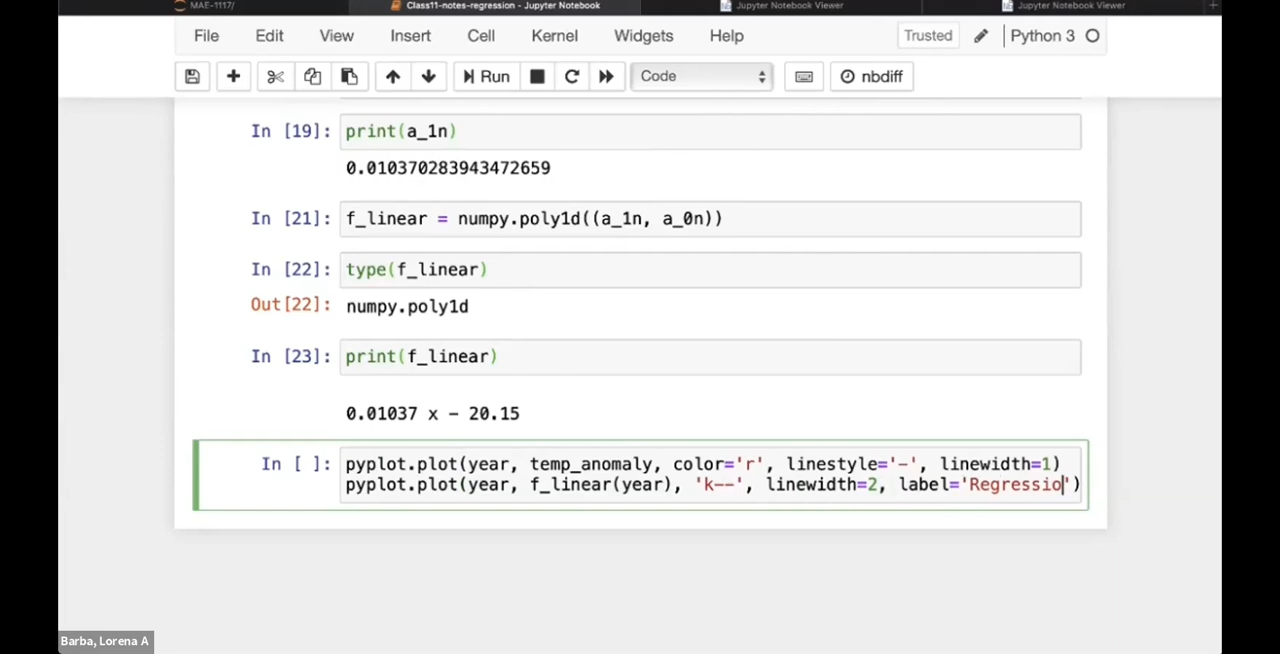 MAE-1117/
Class11-notes-regression - Jupyter Notebook
Jupyter Notebook Viewer
Jupyter Notebook Viewer
+
File Edit View Insert Cell Kernel Widgets Help Trusted Python 3
Run Code nbdiff
In [19]: print(a_1n)
0.010370283943472659
In [21]: f_linear = numpy.poly1d((a_1n, a_0n))
In [22]: type(f_linear)
Out[22]: numpy.poly1d
In [23]: print(f_linear)
0.01037 x - 20.15
In [ ]: pyplot.plot(year, temp_anomaly, color='r', linestyle='-', linewidth=1)
pyplot.plot(year, f_linear(year), 'k--', linewidth=2, label='Regressio')
Barba, Lorena A